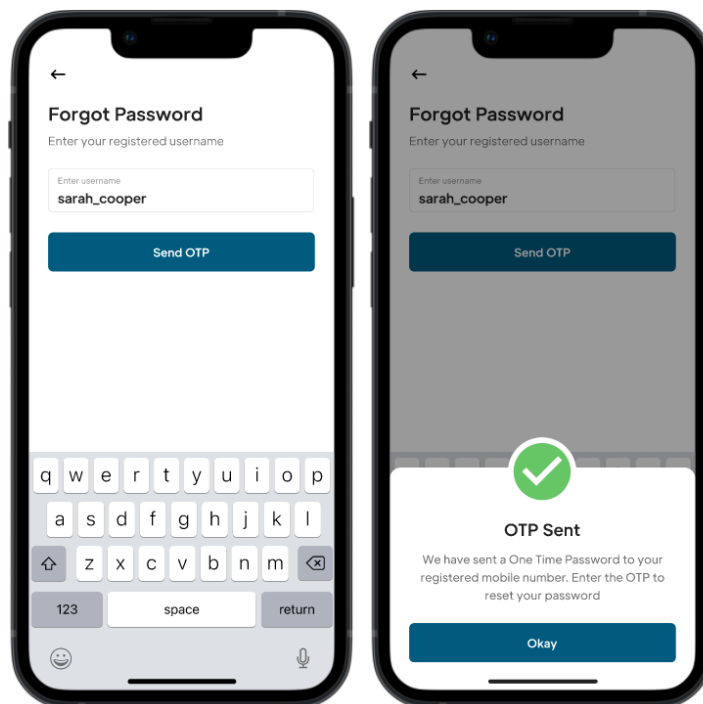 Forgot Password
Enter your registered username
Enter username
sarah_cooper
Send OTP
q w e r t y u i o p
a s d f g h j k l
z x c v b n m
123 space return
Forgot Password
Enter your registered username
Enter username
sarah_cooper
Send OTP
OTP Sent
We have sent a One Time Password to your
registered mobile number. Enter the OTP to
reset your password
Okay